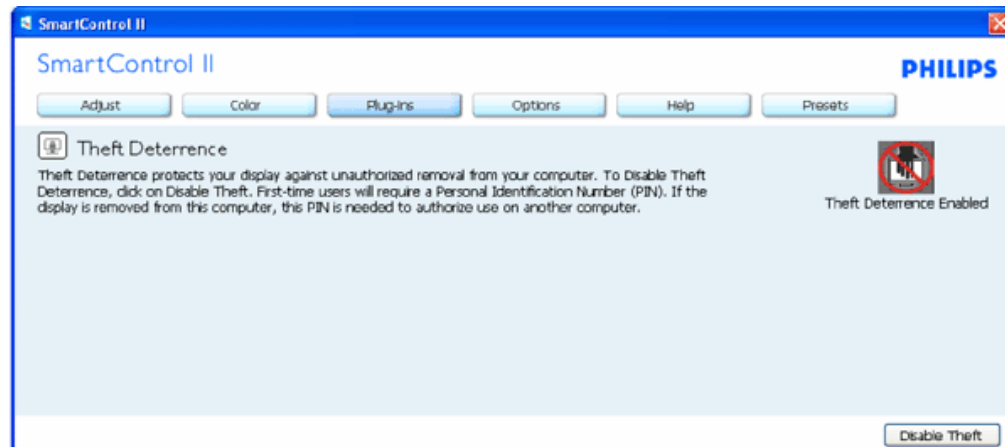 SmartControl II
SmartControl II
PHILIPS
Adjust Color Plug-Ins Options Help Presets
Theft Deterrence
Theft Deterrence protects your display against unauthorized removal from your computer. To Disable Theft
Deterrence, click on Disable Theft. First-time users will require a Personal Identification Number (PIN). If the
display is removed from this computer, this PIN is needed to authorize use on another computer.
Theft Deterrence Enabled
Disable Theft